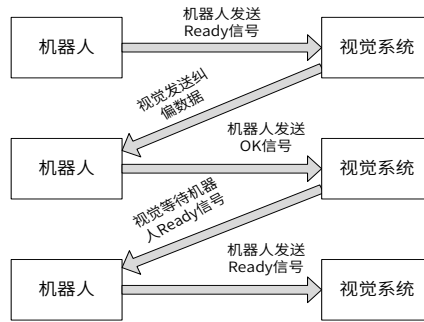 机器人发送
Ready信号
机器人
视觉系统
视觉发送纠
偏数据
机器人发送
OK信号
机器人
视觉系统
视觉等待机器
人Ready信号
机器人发送
Ready信号
机器人
视觉系统